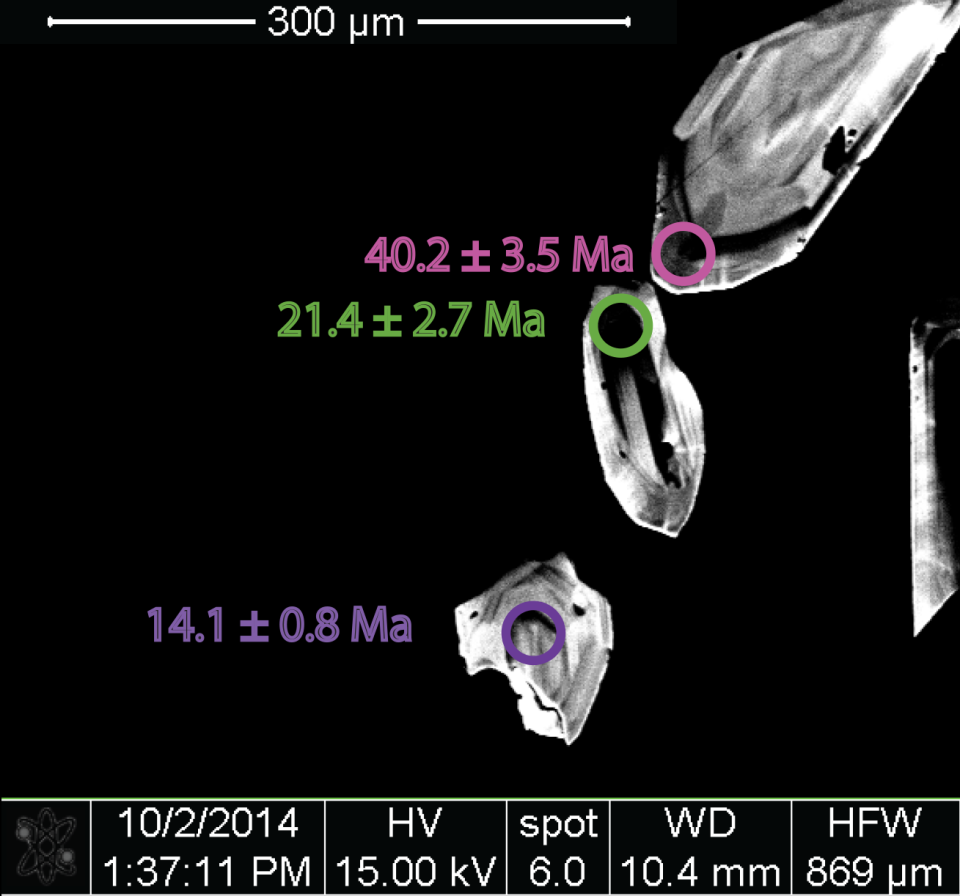 300 µm
40.2 ± 3.5 Ma
21.4 ± 2.7 Ma
14.1 ± 0.8 Ma
10/2/2014 HV spot WD HFW
1:37:11 PM 15.00 kV 6.0 10.4 mm 869 µm